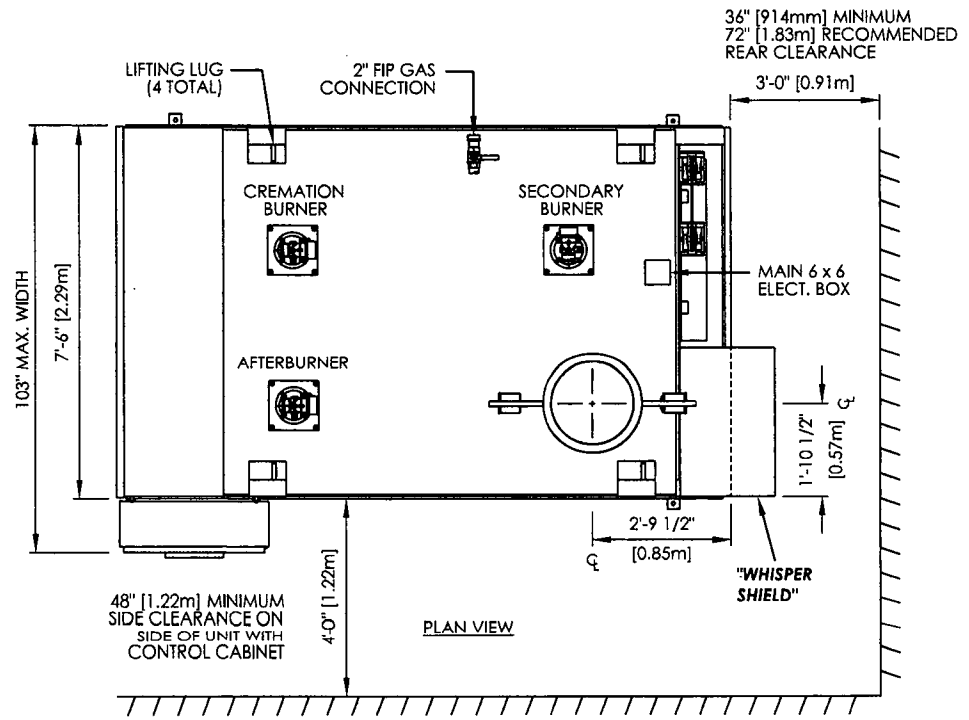 36" [914mm] MINIMUM
72" [1.83m] RECOMMENDED
REAR CLEARANCE
3'-0" [0.91m]
LIFTING LUG
(4 TOTAL)
2" FIP GAS
CONNECTION
CREMATION
BURNER
SECONDARY
BURNER
MAIN 6 x 6
ELECT. BOX
103" MAX. WIDTH
7'-6" [2.29m]
AFTERBURNER
1'-10 1/2"
[0.57m]
℄
2'-9 1/2"
[0.85m]
℄
"WHISPER
SHIELD"
48" [1.22m] MINIMUM
SIDE CLEARANCE ON
SIDE OF UNIT WITH
CONTROL CABINET
4'-0" [1.22m]
PLAN VIEW